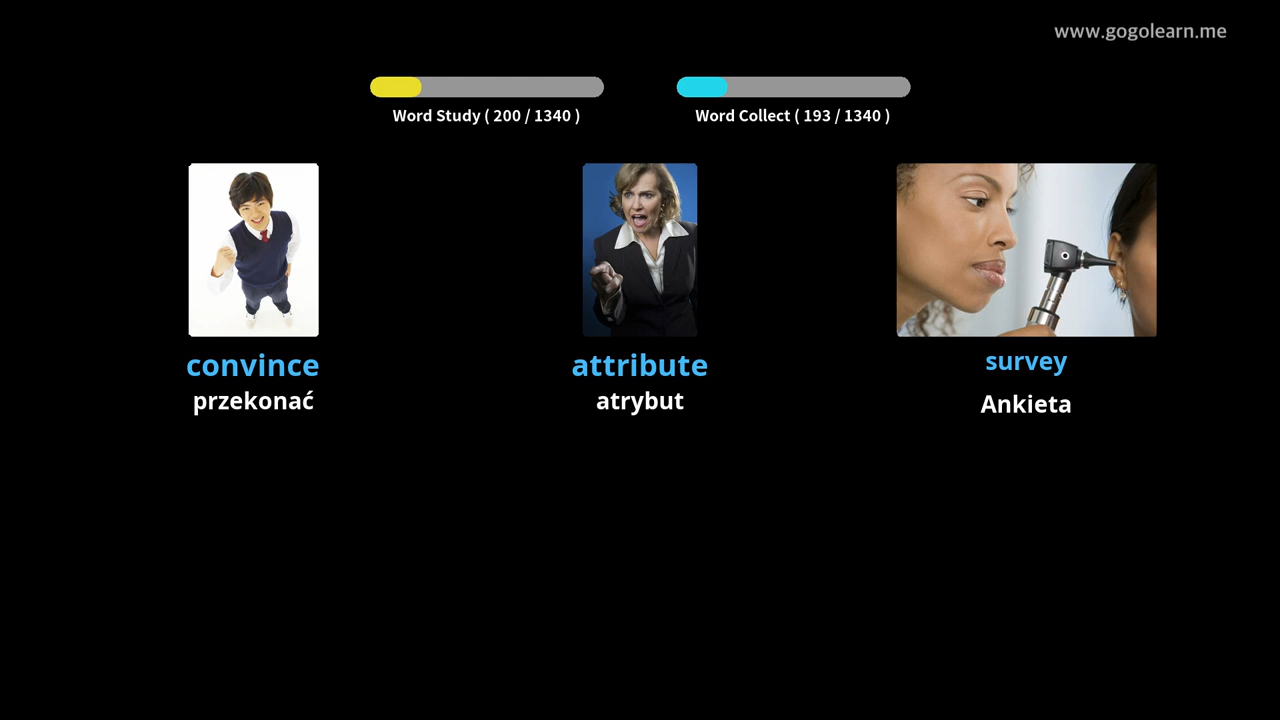 www.gogolearn.me
Word Study ( 200 / 1340 )
Word Collect ( 193 / 1340 )
convince
przekonać
attribute
atrybut
survey
Ankieta